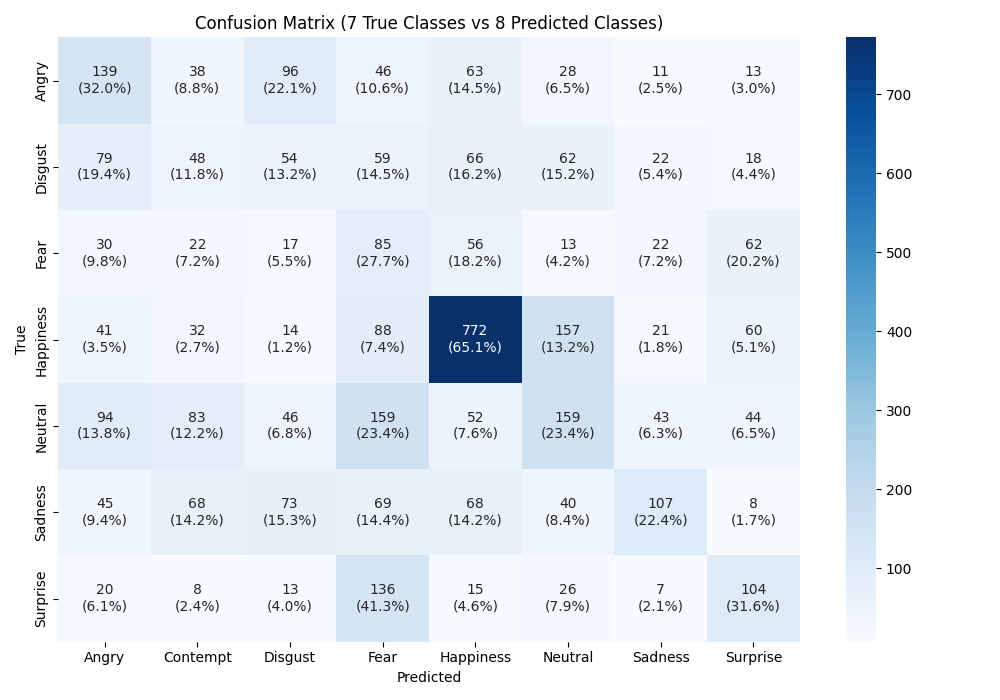 Confusion Matrix (7 True Classes vs 8 Predicted Classes)
True
Angry
139 38 96 46 63 28 11 13
(32.0%) (8.8%) (22.1%) (10.6%) (14.5%) (6.5%) (2.5%) (3.0%)
Disgust
79 48 54 59 66 62 22 18
(19.4%) (11.8%) (13.2%) (14.5%) (16.2%) (15.2%) (5.4%) (4.4%)
Fear
30 22 17 85 56 13 22 62
(9.8%) (7.2%) (5.5%) (27.7%) (18.2%) (4.2%) (7.2%) (20.2%)
Happiness
41 32 14 88 772 157 21 60
(3.5%) (2.7%) (1.2%) (7.4%) (65.1%) (13.2%) (1.8%) (5.1%)
Neutral
94 83 46 159 52 159 43 44
(13.8%) (12.2%) (6.8%) (23.4%) (7.6%) (23.4%) (6.3%) (6.5%)
Sadness
45 68 73 69 68 40 107 8
(9.4%) (14.2%) (15.3%) (14.4%) (14.2%) (8.4%) (22.4%) (1.7%)
Surprise
20 8 13 136 15 26 7 104
(6.1%) (2.4%) (4.0%) (41.3%) (4.6%) (7.9%) (2.1%) (31.6%)
Angry Contempt Disgust Fear Happiness Neutral Sadness Surprise
Predicted
700
600
500
400
300
200
100